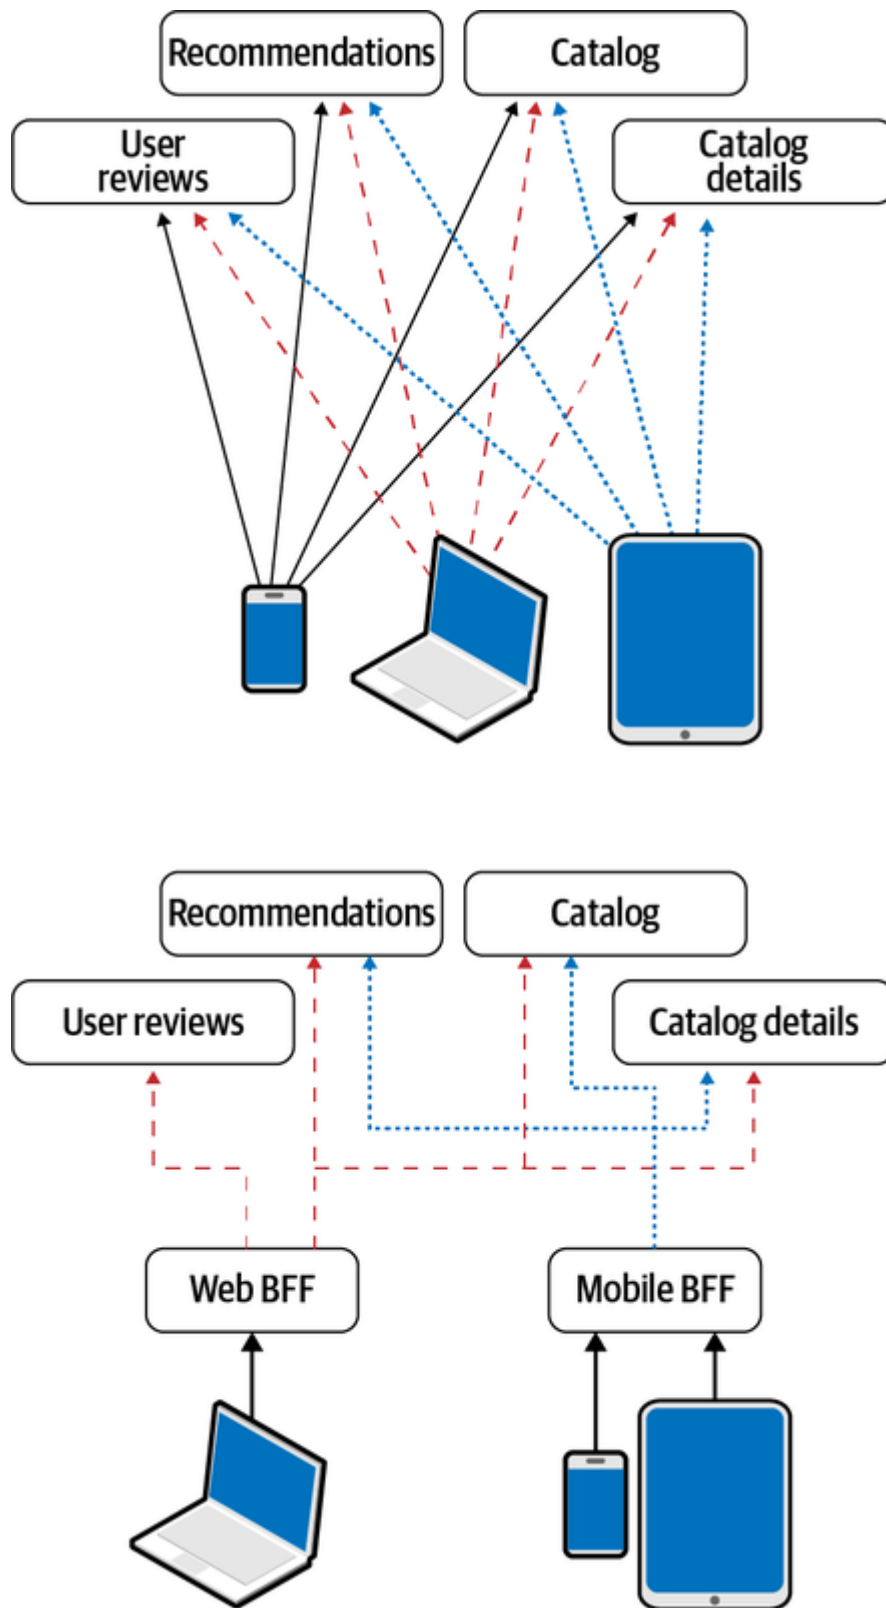 Recommendations
Catalog
User
reviews
Catalog
details
Recommendations
Catalog
User reviews
Catalog details
Web BFF
Mobile BFF